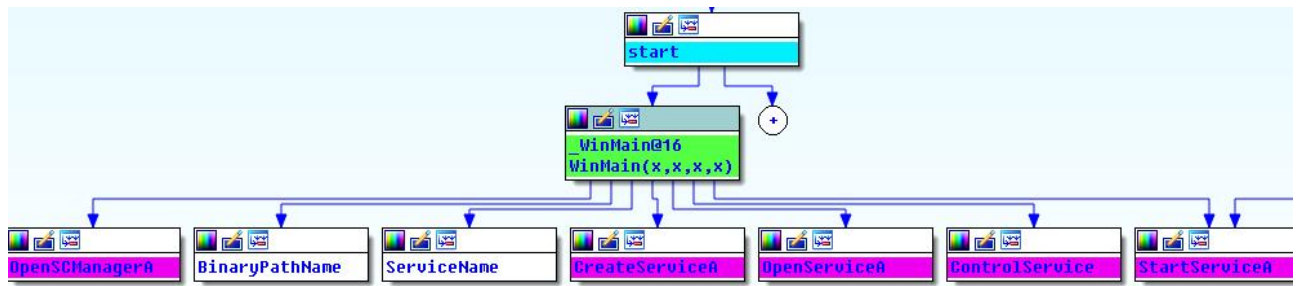 start
+
_WinMain@16
WinMain(x,x,x,x)
OpenSCManagerA
BinaryPathName
ServiceName
CreateServiceA
OpenServiceA
ControlService
StartServiceA